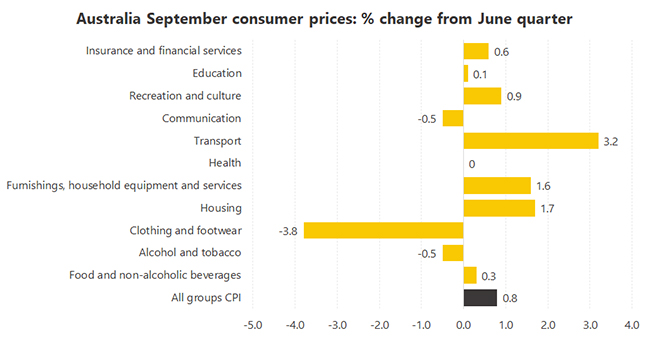 Australia September consumer prices: % change from June quarter
Insurance and financial services 0.6
Education 0.1
Recreation and culture 0.9
Communication -0.5
Transport 3.2
Health 0
Furnishings, household equipment and services 1.6
Housing 1.7
Clothing and footwear -3.8
Alcohol and tobacco -0.5
Food and non-alcoholic beverages 0.3
All groups CPI 0.8
-5.0 -4.0 -3.0 -2.0 -1.0 0.0 1.0 2.0 3.0 4.0